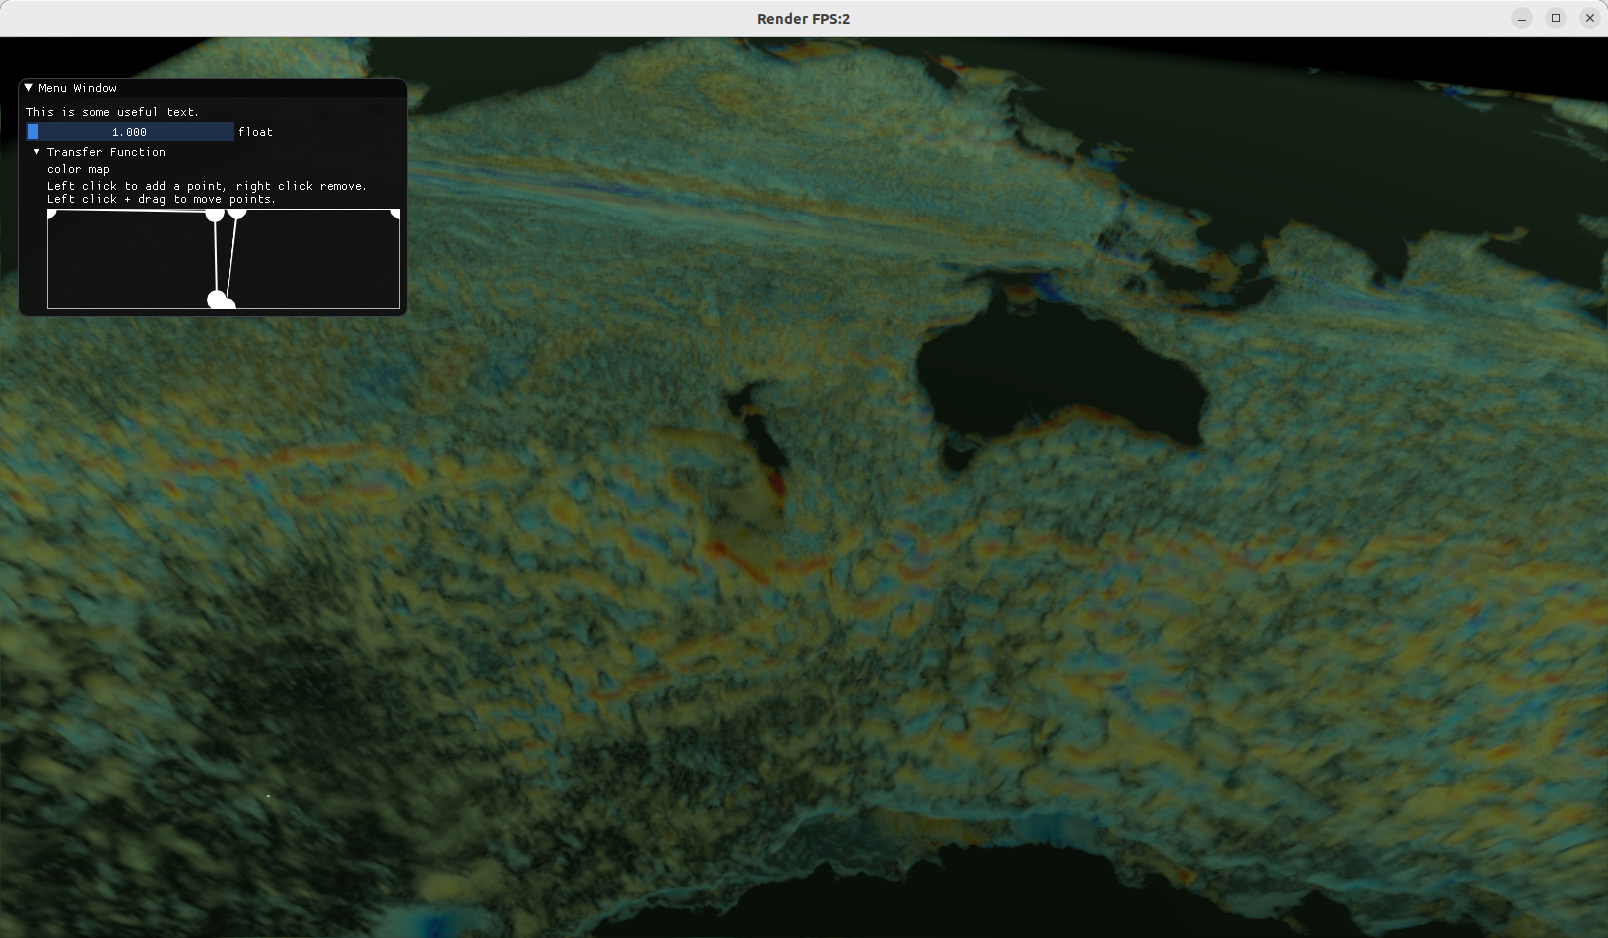 Render FPS:2
Menu Window
This is some useful text.
1.000 float
Transfer Function
color map
Left click to add a point, right click remove.
Left click + drag to move points.